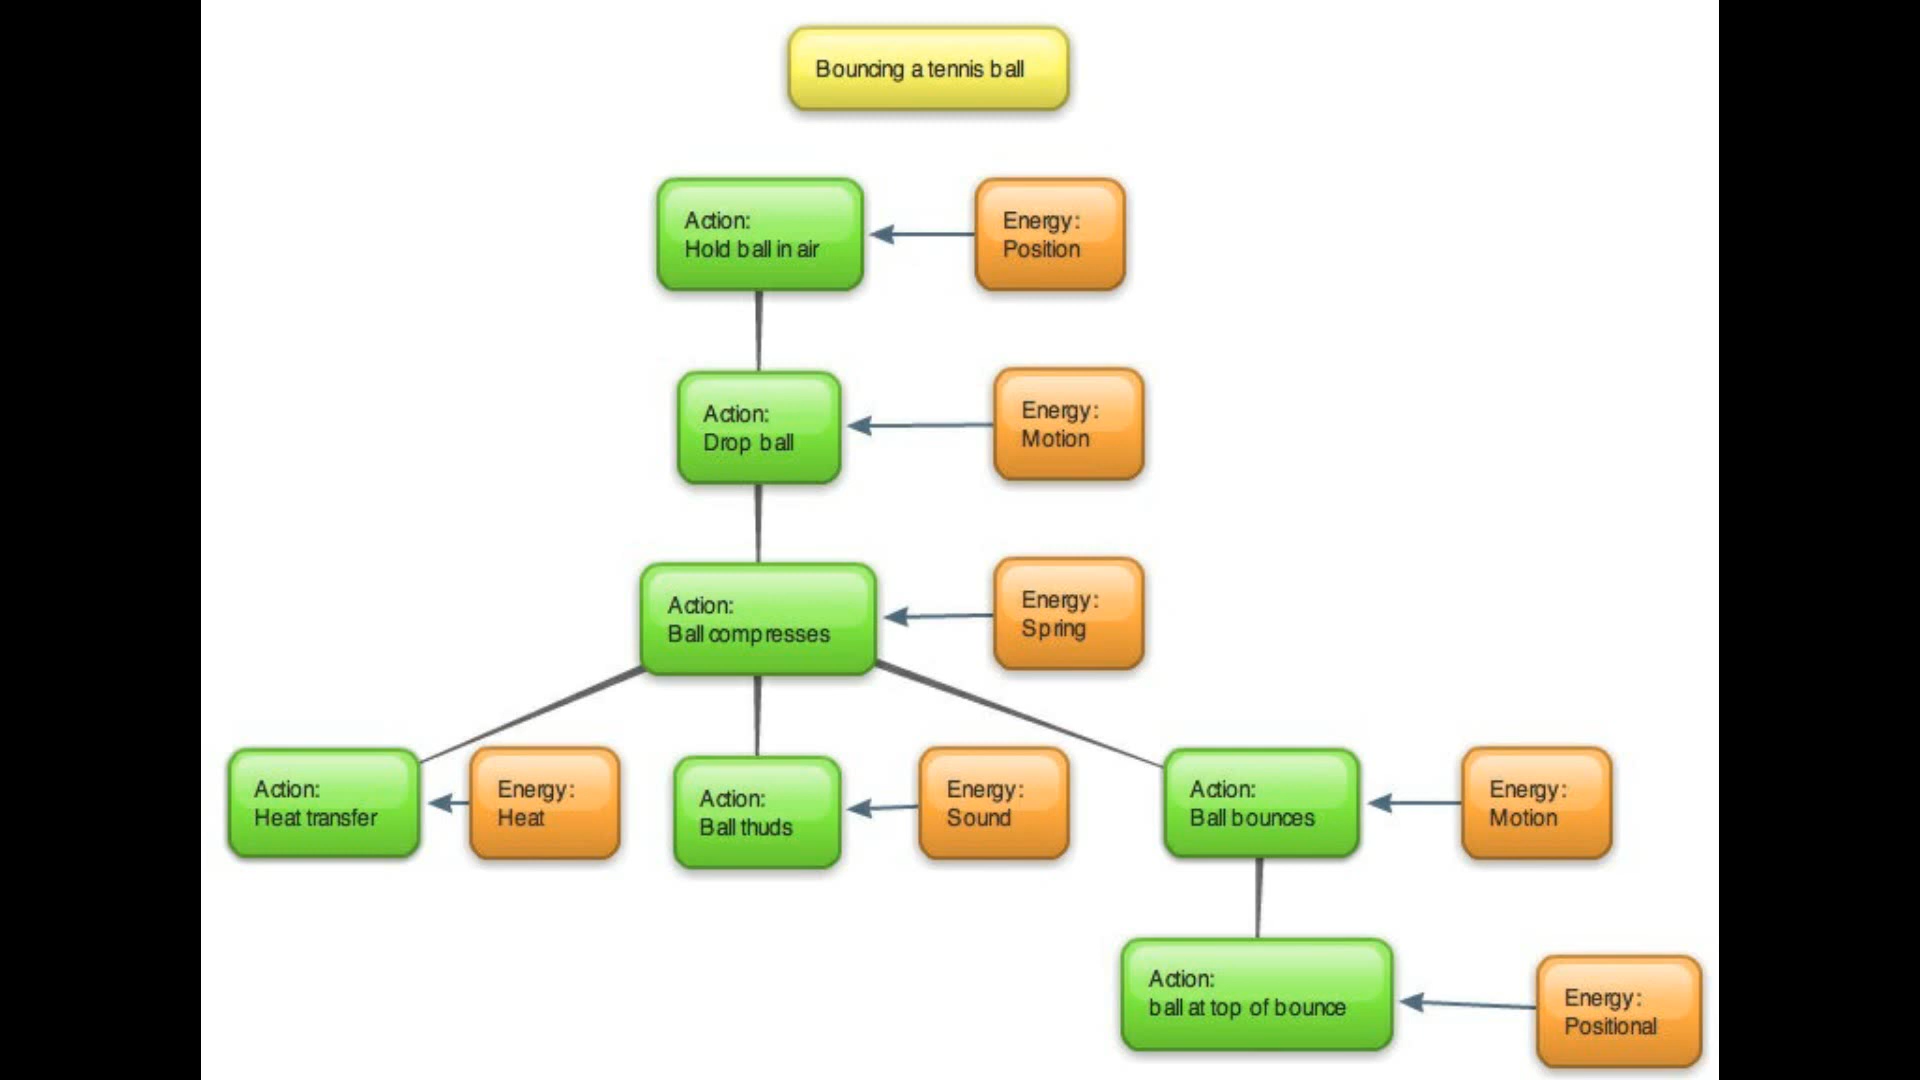 Bouncing a tennis ball
Action:
Hold ball in air
Energy:
Position
Action:
Drop ball
Energy:
Motion
Action:
Ball compresses
Energy:
Spring
Action:
Heat transfer
Energy:
Heat
Action:
Ball thuds
Energy:
Sound
Action:
Ball bounces
Energy:
Motion
Action:
ball at top of bounce
Energy:
Positional